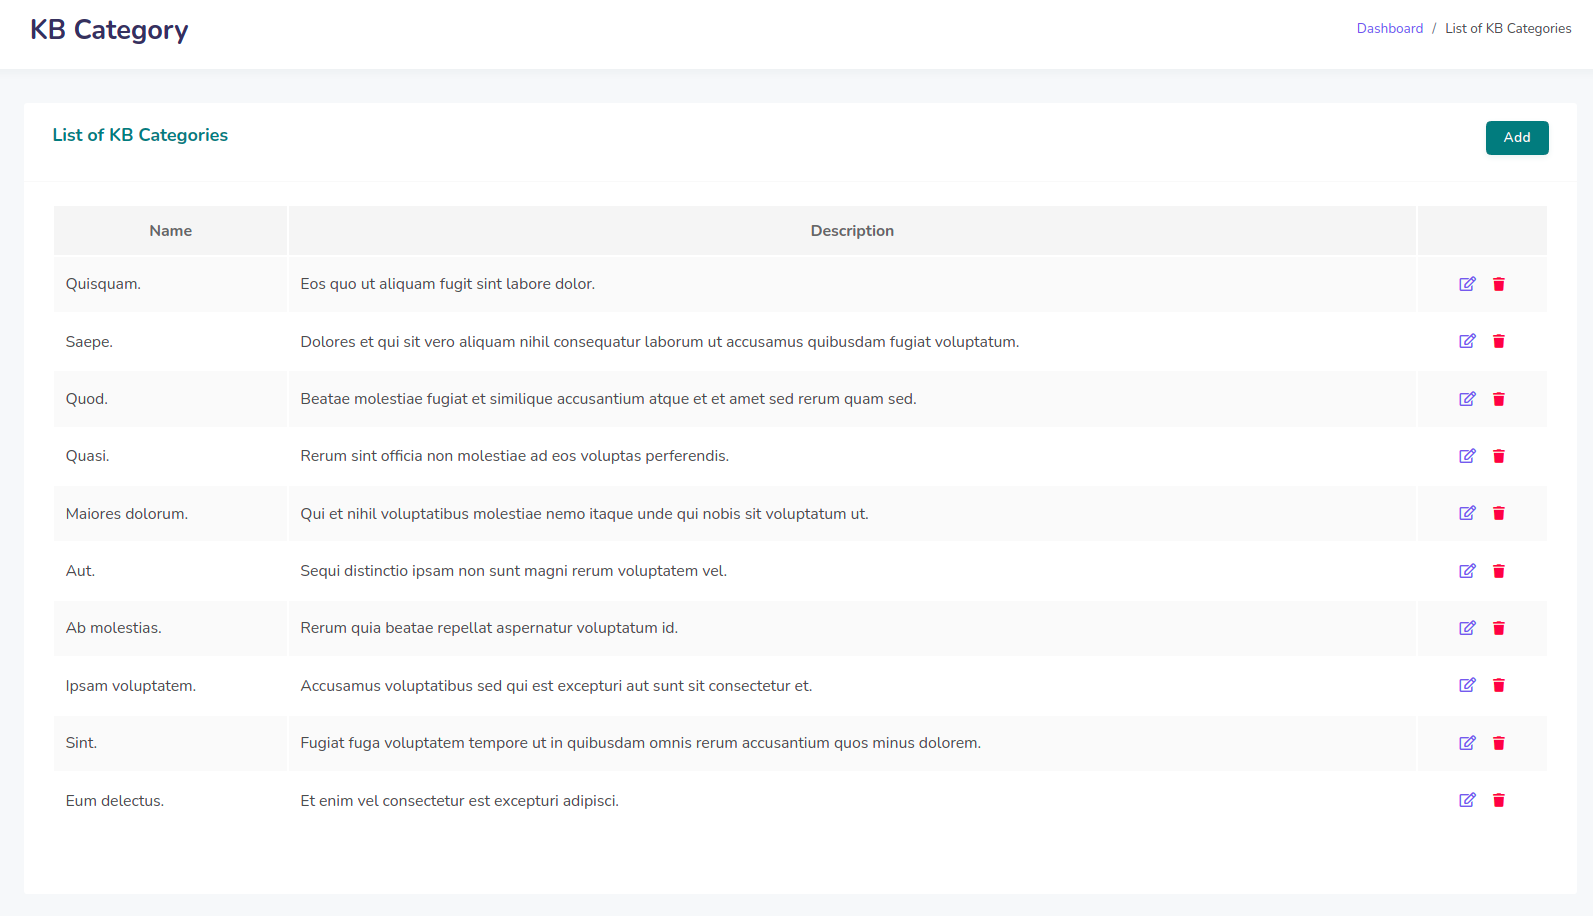 KB Category
Dashboard / List of KB Categories
List of KB Categories
Add
Name Description
Quisquam. Eos quo ut aliquam fugit sint labore dolor.
Saepe. Dolores et qui sit vero aliquam nihil consequatur laborum ut accusamus quibusdam fugiat voluptatum.
Quod. Beatae molestiae fugiat et similique accusantium atque et et amet sed rerum quam sed.
Quasi. Rerum sint officia non molestiae ad eos voluptas perferendis.
Maiores dolorum. Qui et nihil voluptatibus molestiae nemo itaque unde qui nobis sit voluptatum ut.
Aut. Sequi distinctio ipsam non sunt magni rerum voluptatem vel.
Ab molestias. Rerum quia beatae repellat aspernatur voluptatum id.
Ipsam voluptatem. Accusamus voluptatibus sed qui est excepturi aut sunt sit consectetur et.
Sint. Fugiat fuga voluptatem tempore ut in quibusdam omnis rerum accusantium quos minus dolorem.
Eum delectus. Et enim vel consectetur est excepturi adipisci.